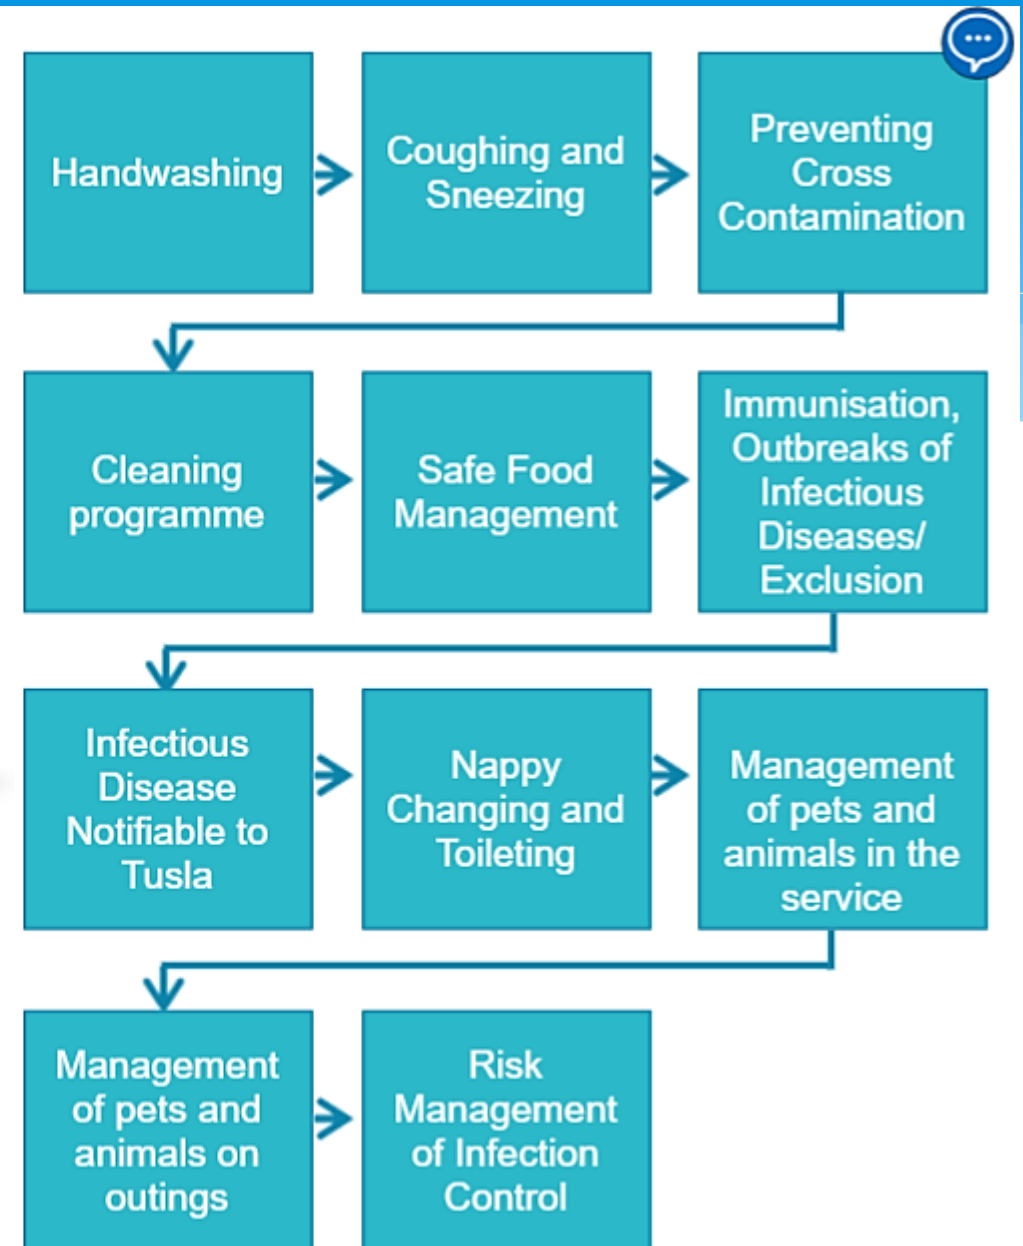 Handwashing
Coughing and
Sneezing
Preventing
Cross
Contamination
Cleaning
programme
Safe Food
Management
Immunisation,
Outbreaks of
Infectious
Diseases/
Exclusion
Infectious
Disease
Notifiable to
Tusla
Nappy
Changing and
Toileting
Management
of pets and
animals in the
service
Management
of pets and
animals on
outings
Risk
Management
of Infection
Control